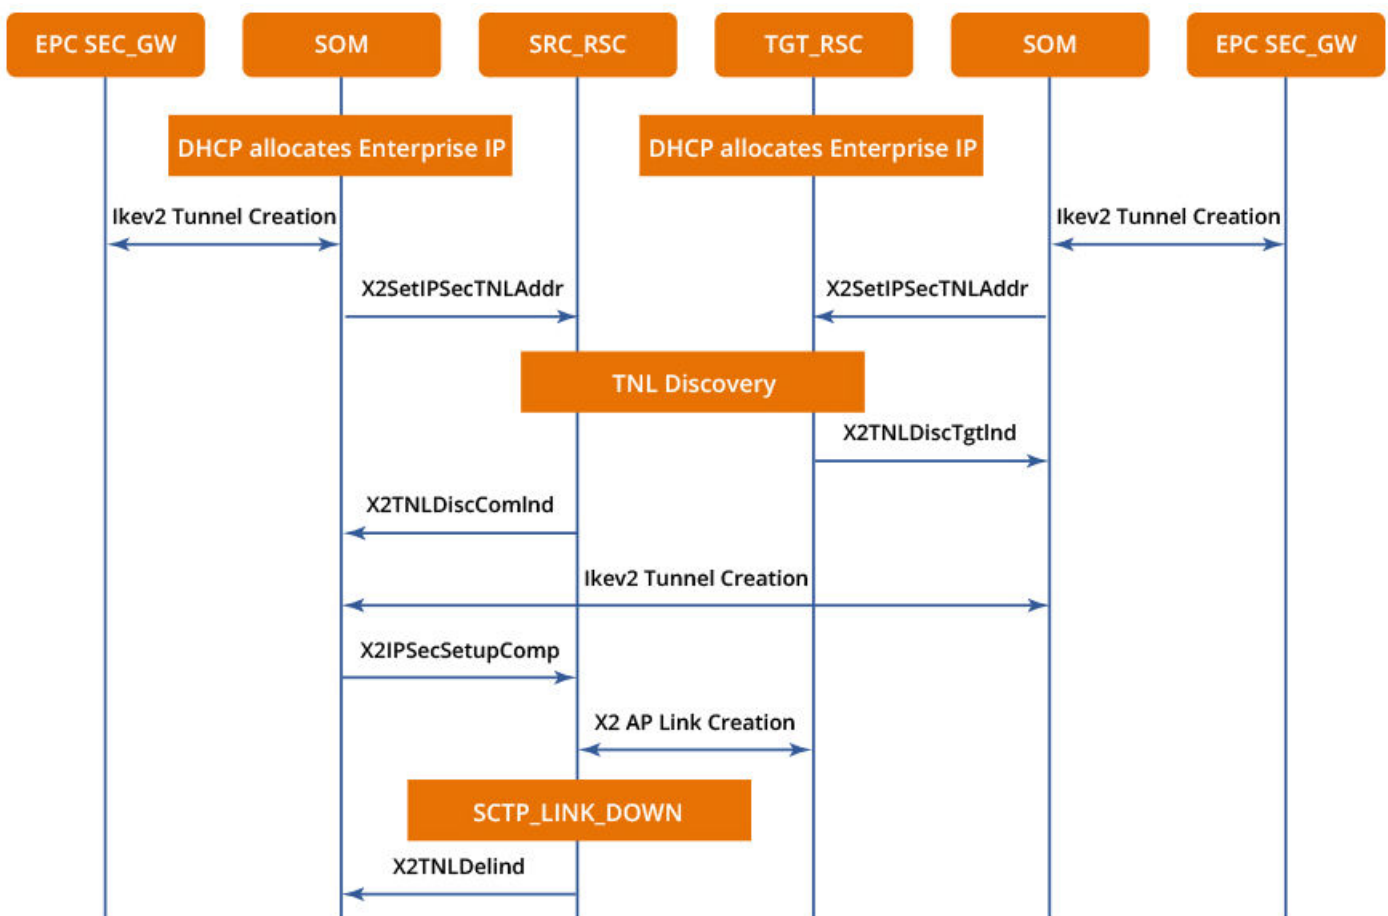 EPC SEC_GW
SOM
SRC_RSC
TGT_RSC
SOM
EPC SEC_GW
DHCP allocates Enterprise IP
DHCP allocates Enterprise IP
Ikev2 Tunnel Creation
Ikev2 Tunnel Creation
X2SetIPSecTNLAddr
X2SetIPSecTNLAddr
TNL Discovery
X2TNLDiscTgtInd
X2TNLDiscComInd
Ikev2 Tunnel Creation
X2IPSecSetupComp
X2 AP Link Creation
SCTP_LINK_DOWN
X2TNLDelind